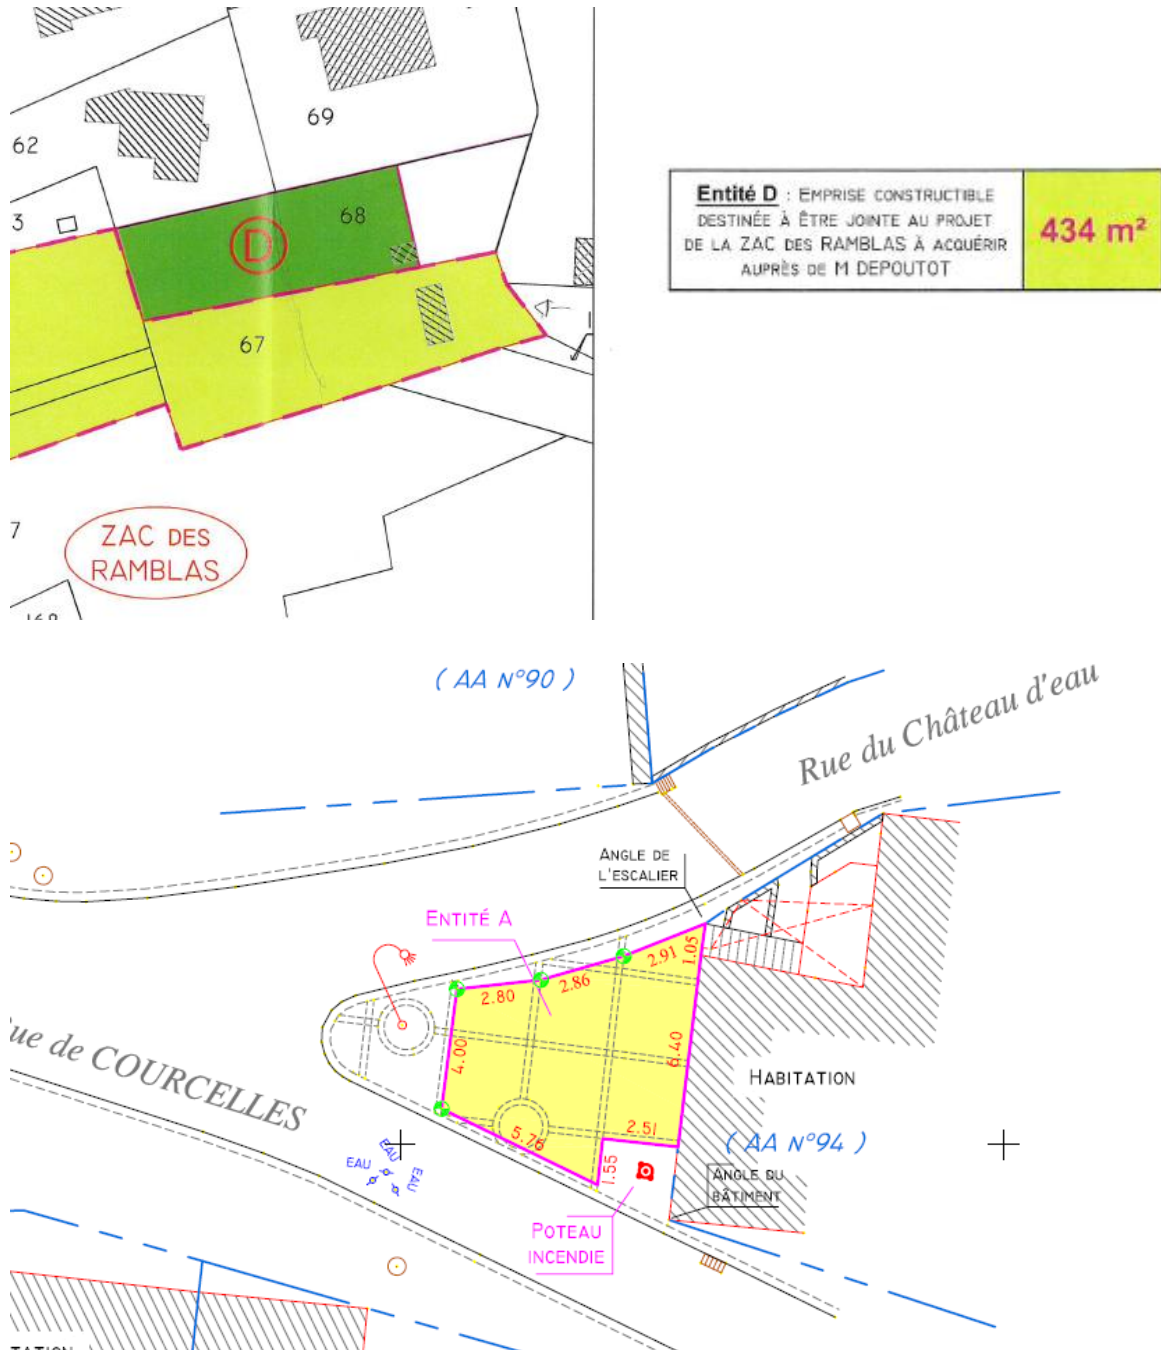 69
62
3
68
D
67
7
ZAC DES
RAMBLAS
Entité D : EMPRISE CONSTRUCTIBLE
DESTINÉE À ÊTRE JOINTE AU PROJET
DE LA ZAC DES RAMBLAS À ACQUÉRIR
AUPRÈS DE M DEPOUTOT
434 m²
( AA N°90 )
Rue du Château d'eau
ANGLE DE
L'ESCALIER
ENTITÉ A
2.80
2.86
2.91
1.05
4.00
6.40
ue de COURCELLES
HABITATION
5.76
2.51
( AA N°94 )
1.55
EAU
EAU
EAU
ANGLE DU
BÂTIMENT
POTEAU
INCENDIE